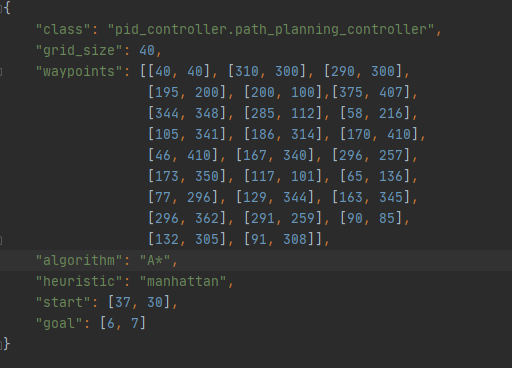 {
"class": "pid_controller.path_planning_controller",
"grid_size": 40,
"waypoints": [[40, 40], [310, 300], [290, 300],
[195, 200], [200, 100],[375, 407],
[344, 348], [285, 112], [58, 216],
[105, 341], [186, 314], [170, 410],
[46, 410], [167, 340], [296, 257],
[173, 350], [117, 101], [65, 136],
[77, 296], [129, 344], [163, 345],
[296, 362], [291, 259], [90, 85],
[132, 305], [91, 308]],
"algorithm": "A*",
"heuristic": "manhattan",
"start": [37, 30],
"goal": [6, 7]
}